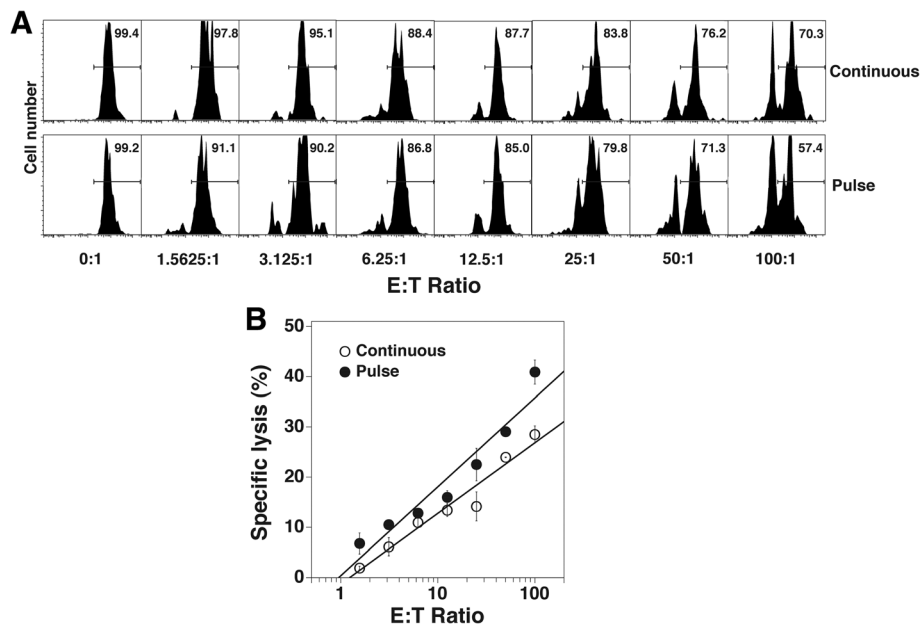 A
99.4 97.8 95.1 88.4 87.7 83.8 76.2 70.3
Continuous
Cell number
99.2 91.1 90.2 86.8 85.0 79.8 71.3 57.4
Pulse
0:1 1.5625:1 3.125:1 6.25:1 12.5:1 25:1 50:1 100:1
E:T Ratio
B
50
Continuous
Pulse
40
30
20
10
0
Specific lysis (%)
1 10 100
E:T Ratio